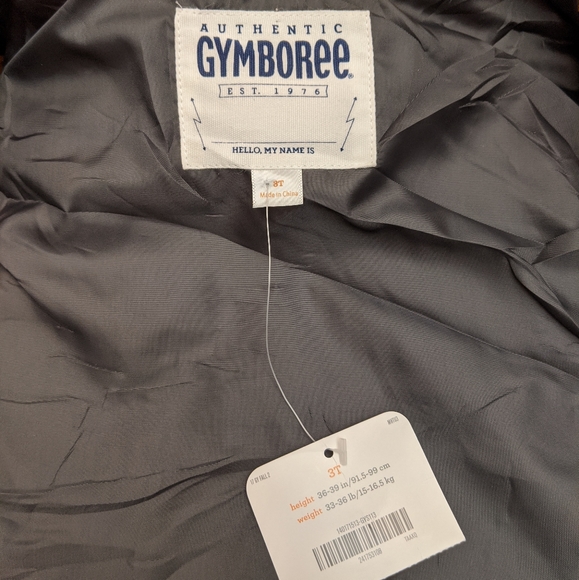 AUTHENTIC
GYMBOREE®
EST. 1976
HELLO, MY NAME IS
3T
Made in China
3T
height 36-39 in/91.5-99 cm
weight 33-36 lb/15-16.5 kg